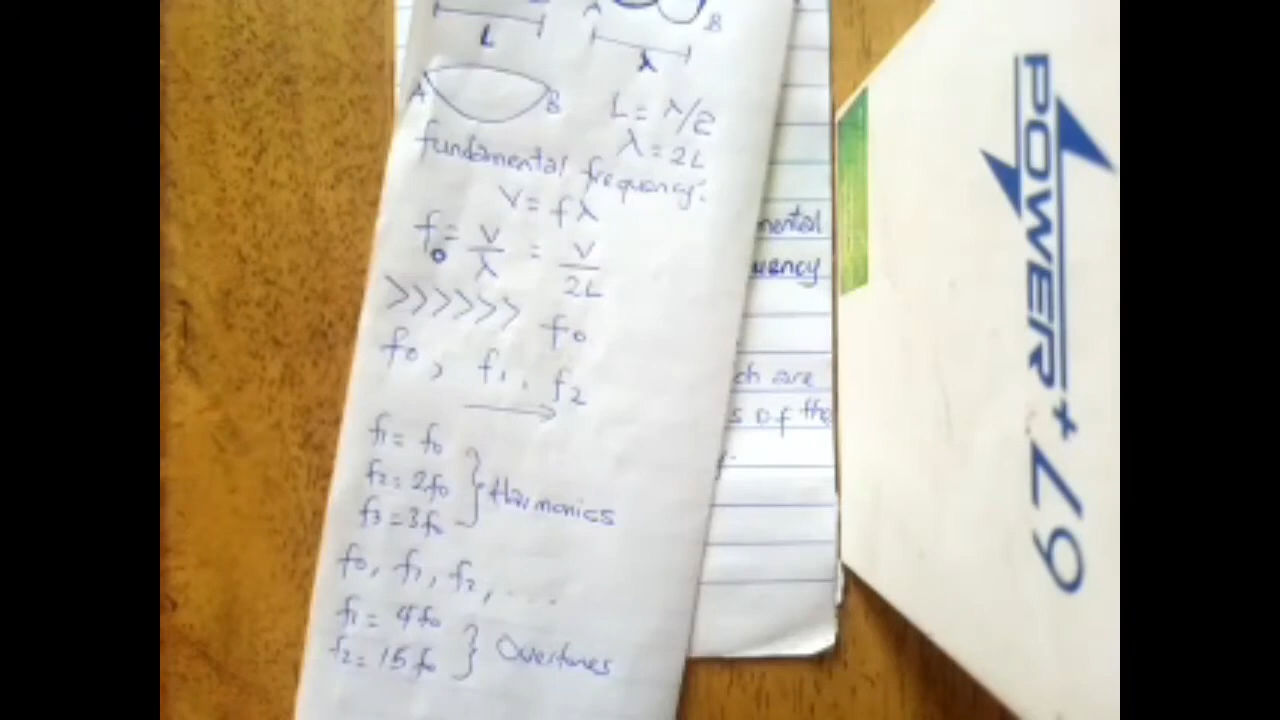 L
A B
λ
A B
L = λ/2
λ = 2L
fundamental frequency:
V = fλ
f₀ = V/λ = V/2L
>>>>>> f₀
f₀, f₁, f₂
f₁ = f₀
f₂ = 2f₀
f₃ = 3f₀
Harmonics
f₀, f₁, f₂, ....
f₁ = 4f₀
f₂ = 15f₀
Overtones
mental
uency
ch are
s of the
y.
POWER+ L9